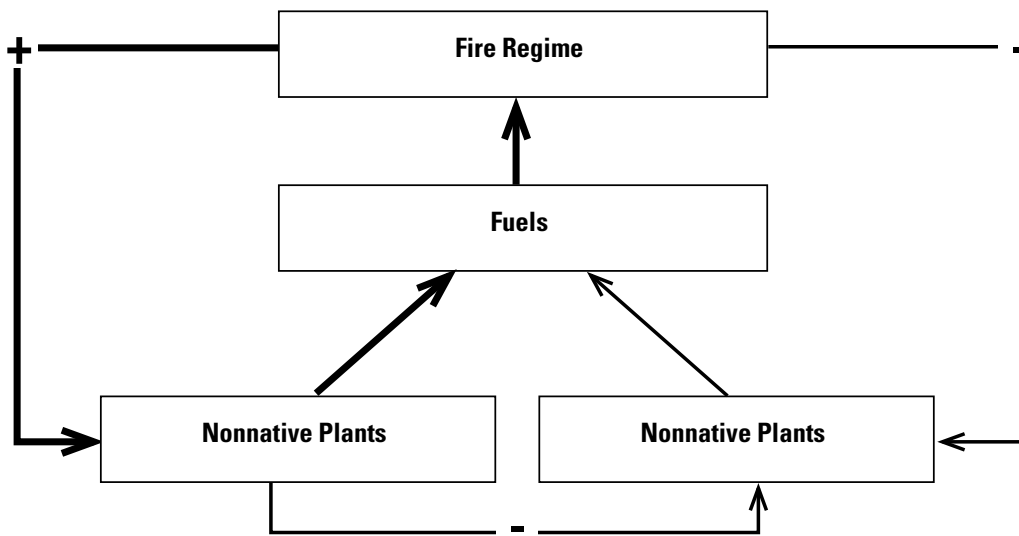 +
Fire Regime
-
Fuels
Nonnative Plants
Nonnative Plants
-